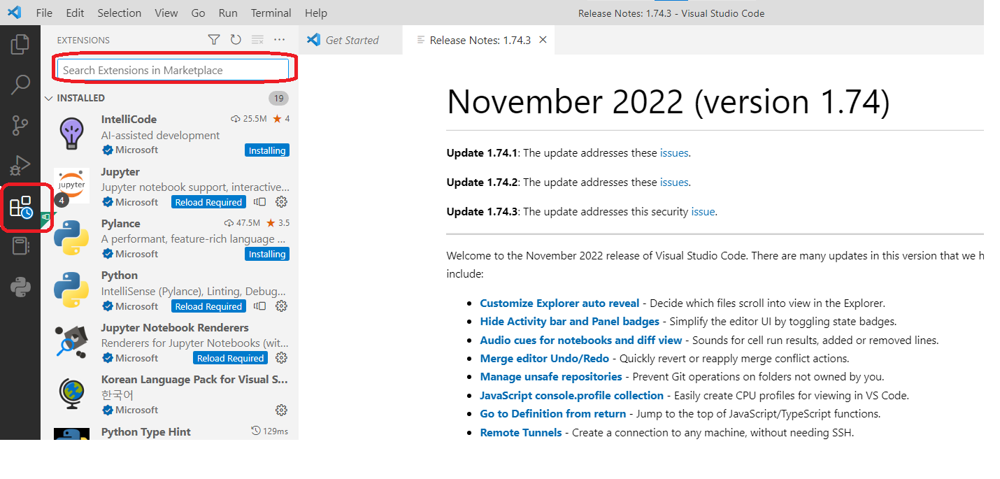 File Edit Selection View Go Run Terminal Help
Release Notes: 1.74.3 - Visual Studio Code
EXTENSIONS
Get Started
Release Notes: 1.74.3
Search Extensions in Marketplace
INSTALLED 19
IntelliCode 25.5M 4
AI-assisted development
Microsoft Installing
Jupyter
jupyter
Jupyter notebook support, interactive...
Microsoft Reload Required
4
Pylance 47.5M 3.5
A performant, feature-rich language ...
Microsoft Installing
Python
IntelliSense (Pylance), Linting, Debug...
Microsoft Reload Required
Jupyter Notebook Renderers
Renderers for Jupyter Notebooks (wit...
Microsoft Reload Required
Korean Language Pack for Visual S...
한국어
Microsoft
Python Type Hint 129ms
November 2022 (version 1.74)
Update 1.74.1: The update addresses these issues.
Update 1.74.2: The update addresses these issues.
Update 1.74.3: The update addresses this security issue.
Welcome to the November 2022 release of Visual Studio Code. There are many updates in this version that we h
include:
• Customize Explorer auto reveal - Decide which files scroll into view in the Explorer.
• Hide Activity bar and Panel badges - Simplify the editor UI by toggling state badges.
• Audio cues for notebooks and diff view - Sounds for cell run results, added or removed lines.
• Merge editor Undo/Redo - Quickly revert or reapply merge conflict actions.
• Manage unsafe repositories - Prevent Git operations on folders not owned by you.
• JavaScript console.profile collection - Easily create CPU profiles for viewing in VS Code.
• Go to Definition from return - Jump to the top of JavaScript/TypeScript functions.
• Remote Tunnels - Create a connection to any machine, without needing SSH.